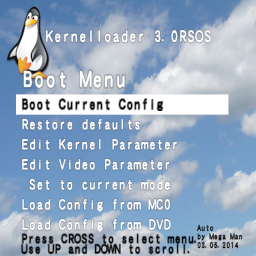 Kernelloader 3.0RSOS
Boot Menu
Boot Current Config
Restore defaults
Edit Kernel Parameter
Edit Video Parameter
Set to current mode
Load Config from MC0
Load Config from DVD
Press CROSS to select menu.
Use UP and DOWN to scroll.
Auto
by Mega Man
03.05.2014